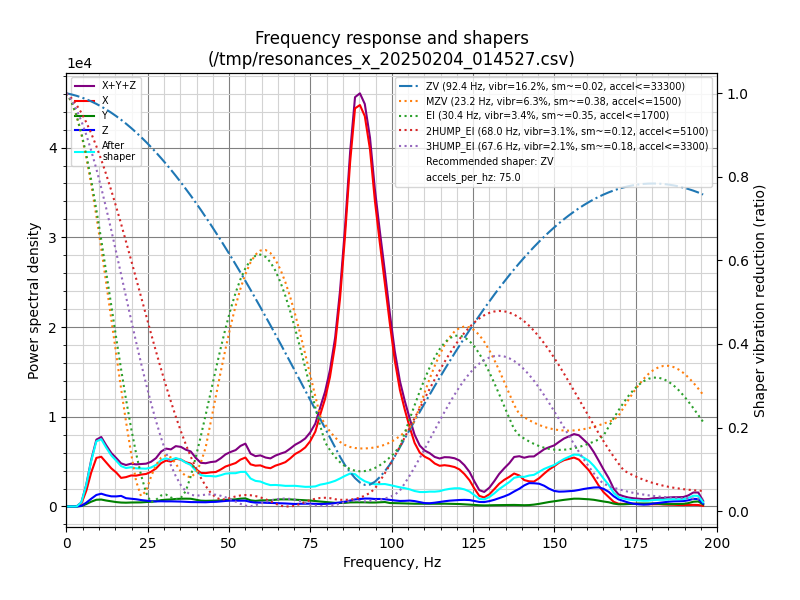 Frequency response and shapers
(/tmp/resonances_x_20250204_014527.csv)
1e4
X+Y+Z
X
Y
Z
After
shaper
ZV (92.4 Hz, vibr=16.2%, sm~=0.02, accel<=33300)
MZV (23.2 Hz, vibr=6.3%, sm~=0.38, accel<=1500)
EI (30.4 Hz, vibr=3.4%, sm~=0.35, accel<=1700)
2HUMP_EI (68.0 Hz, vibr=3.1%, sm~=0.12, accel<=5100)
3HUMP_EI (67.6 Hz, vibr=2.1%, sm~=0.18, accel<=3300)
Recommended shaper: ZV
accels_per_hz: 75.0
Power spectral density
4
3
2
1
0
1.0
0.8
0.6
0.4
0.2
0.0
Shaper vibration reduction (ratio)
0 25 50 75 100 125 150 175 200
Frequency, Hz